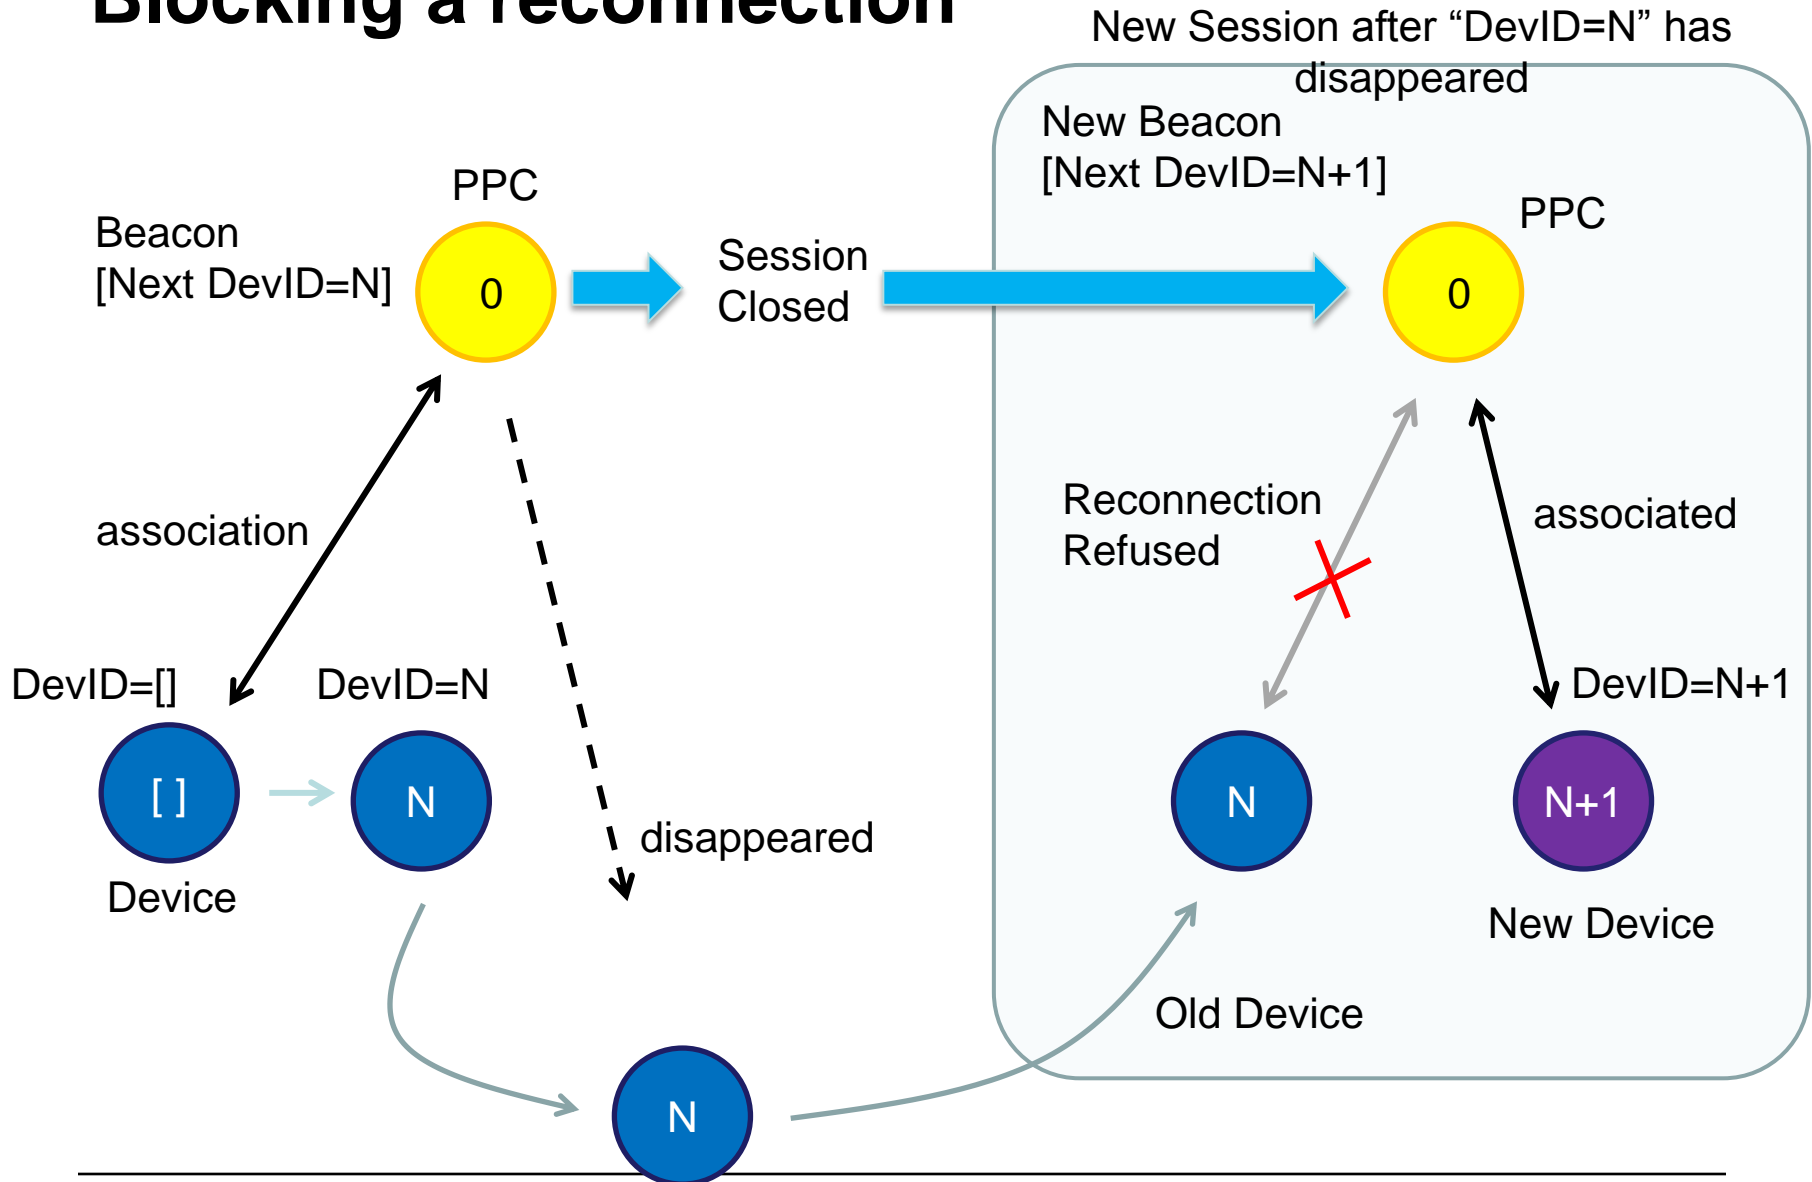 Blocking a reconnection
New Session after “DevID=N” has
disappeared
New Beacon
[Next DevID=N+1]
PPC
PPC
Beacon
[Next DevID=N]
0
Session
Closed
0
association
Reconnection
Refused
associated
DevID=[]
DevID=N
DevID=N+1
[ ]
N
N
N+1
disappeared
Device
New Device
Old Device
N